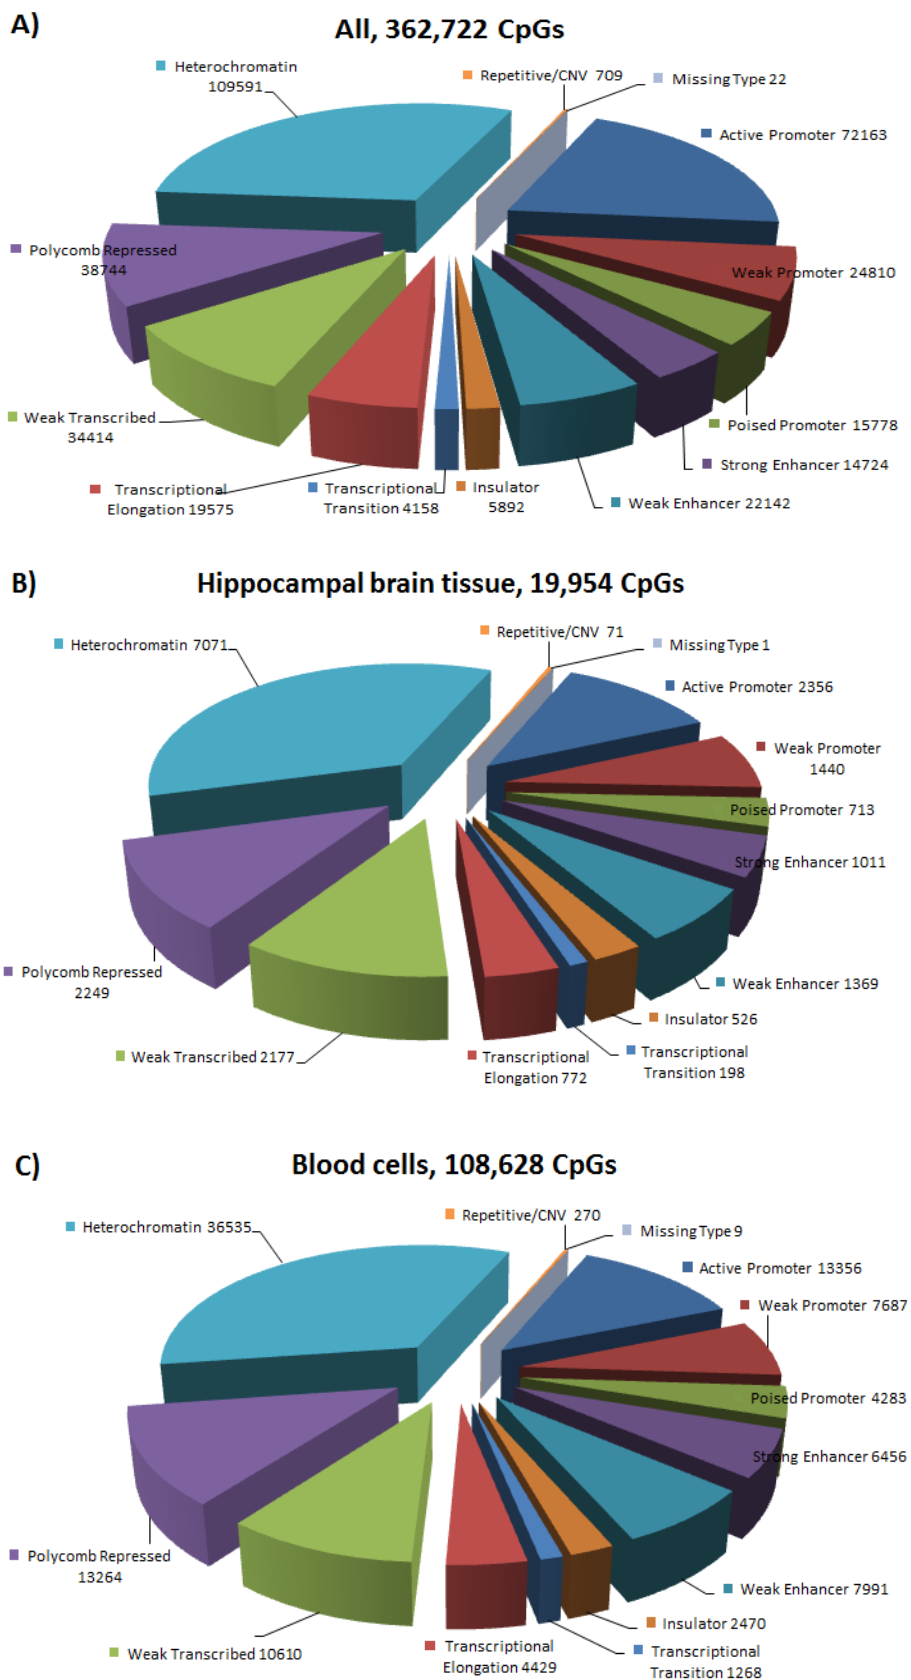 A)
All, 362,722 CpGs
Heterochromatin
109591
Repetitive/CNV 709
Missing Type 22
Active Promoter 72163
Polycomb Repressed
38744
Weak Promoter 24810
Weak Transcribed
34414
Poised Promoter 15778
Strong Enhancer 14724
Transcriptional
Elongation 19575
Transcriptional
Transition 4158
Insulator
5892
Weak Enhancer 22142
B)
Hippocampal brain tissue, 19,954 CpGs
Heterochromatin 7071
Repetitive/CNV 71
Missing Type 1
Active Promoter 2356
Weak Promoter
1440
Poised Promoter 713
Strong Enhancer 1011
Polycomb Repressed
2249
Weak Enhancer 1369
Insulator 526
Weak Transcribed 2177
Transcriptional
Elongation 772
Transcriptional
Transition 198
C)
Blood cells, 108,628 CpGs
Heterochromatin 36535
Repetitive/CNV 270
Missing Type 9
Active Promoter 13356
Weak Promoter 7687
Poised Promoter 4283
Strong Enhancer 6456
Polycomb Repressed
13264
Weak Enhancer 7991
Insulator 2470
Weak Transcribed 10610
Transcriptional
Elongation 4429
Transcriptional
Transition 1268